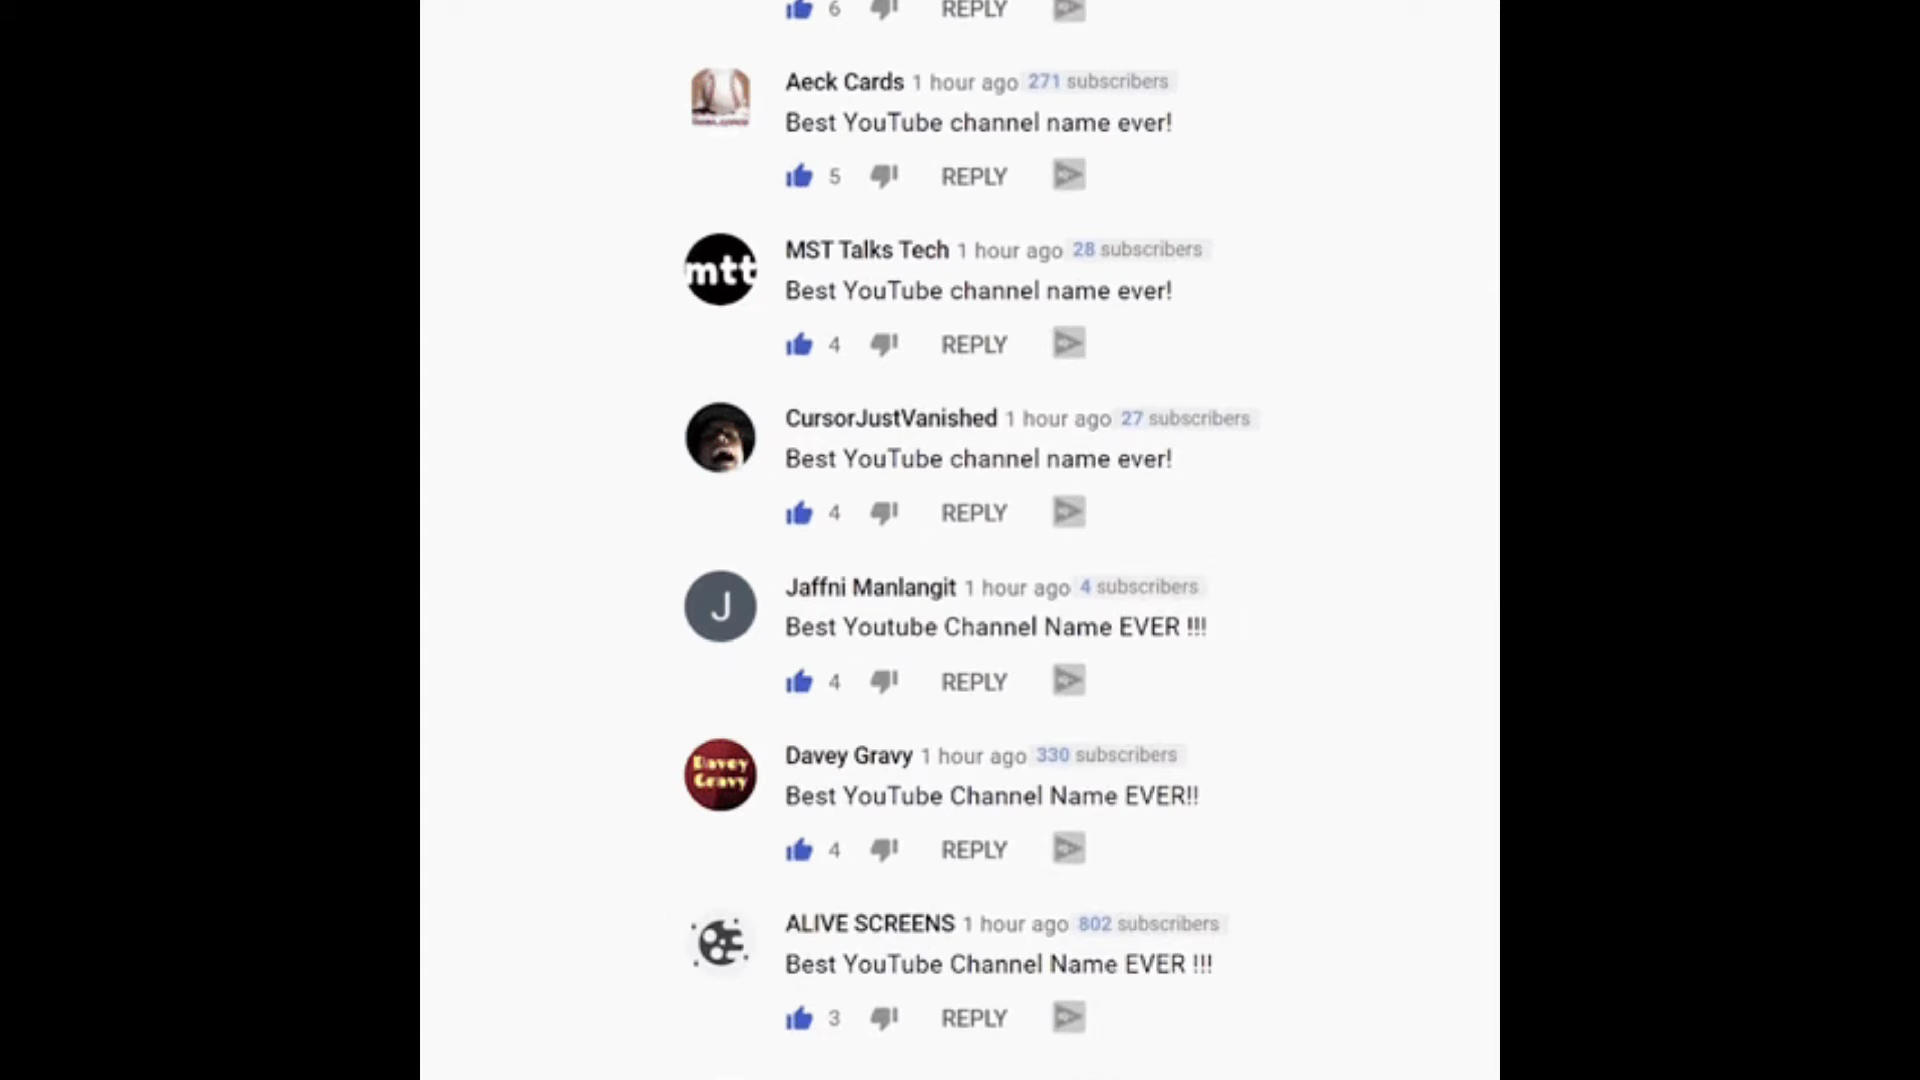 6 REPLY
Aeck Cards 1 hour ago 271 subscribers
Best YouTube channel name ever!
5 REPLY
MST Talks Tech 1 hour ago 28 subscribers
mtt
Best YouTube channel name ever!
4 REPLY
CursorJustVanished 1 hour ago 27 subscribers
Best YouTube channel name ever!
4 REPLY
Jaffni Manlangit 1 hour ago 4 subscribers
J
Best Youtube Channel Name EVER !!!
4 REPLY
Davey Gravy 1 hour ago 330 subscribers
Davey
Gravy
Best YouTube Channel Name EVER!!
4 REPLY
ALIVE SCREENS 1 hour ago 802 subscribers
Best YouTube Channel Name EVER !!!
3 REPLY